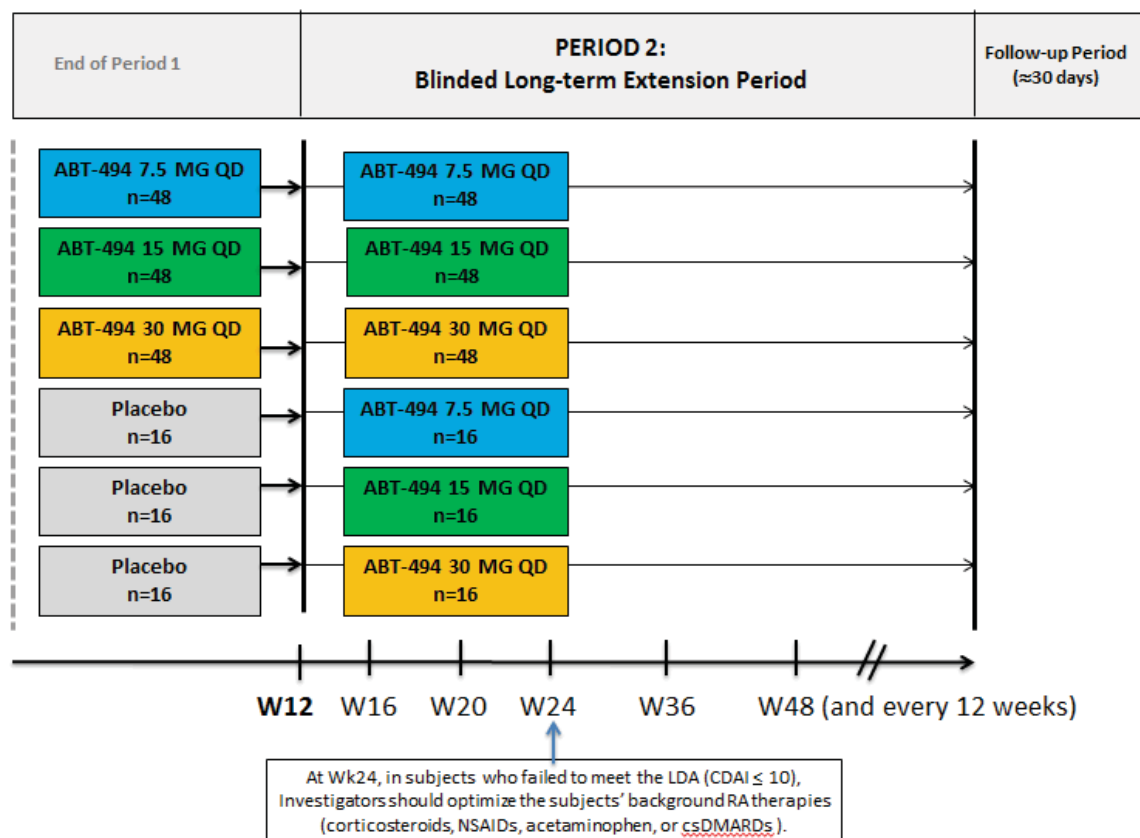 End of Period 1
PERIOD 2:
Blinded Long-term Extension Period
Follow-up Period
(≈30 days)
ABT-494 7.5 MG QD
n=48
ABT-494 7.5 MG QD
n=48
ABT-494 15 MG QD
n=48
ABT-494 15 MG QD
n=48
ABT-494 30 MG QD
n=48
ABT-494 30 MG QD
n=48
Placebo
n=16
ABT-494 7.5 MG QD
n=16
Placebo
n=16
ABT-494 15 MG QD
n=16
Placebo
n=16
ABT-494 30 MG QD
n=16
W12 W16 W20 W24 W36 W48 (and every 12 weeks)
At Wk24, in subjects who failed to meet the LDA (CDAI ≤ 10),
Investigators should optimize the subjects' background RA therapies
(corticosteroids, NSAIDs, acetaminophen, or csDMARDs ).